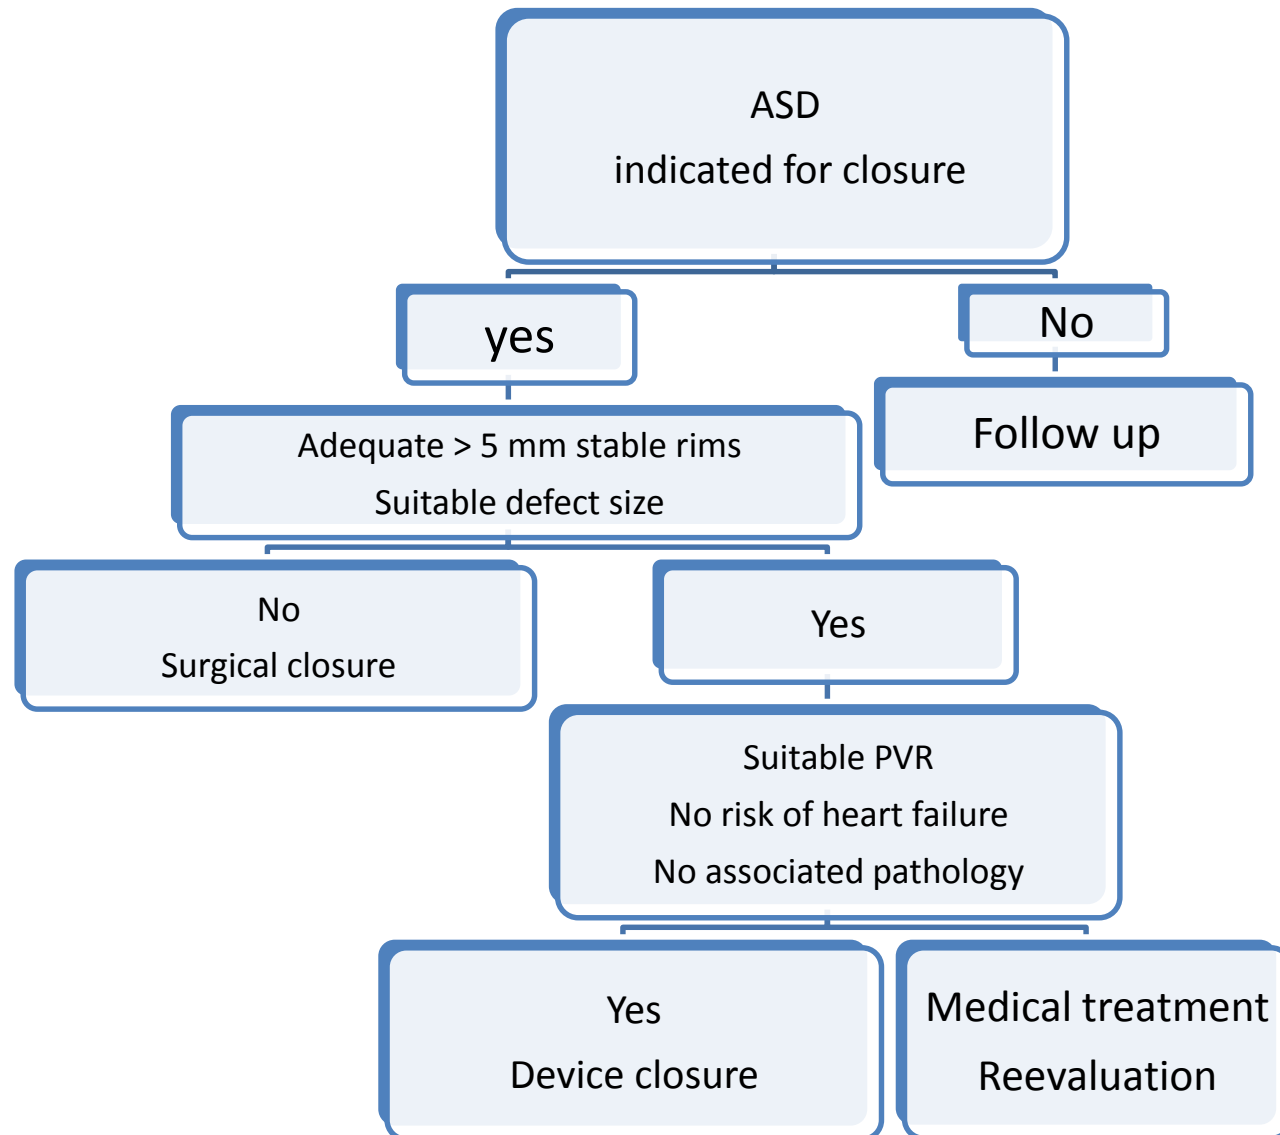 ASD
indicated for closure
yes
No
Follow up
Adequate > 5 mm stable rims
Suitable defect size
No
Surgical closure
Yes
Suitable PVR
No risk of heart failure
No associated pathology
Yes
Device closure
Medical treatment
Reevaluation